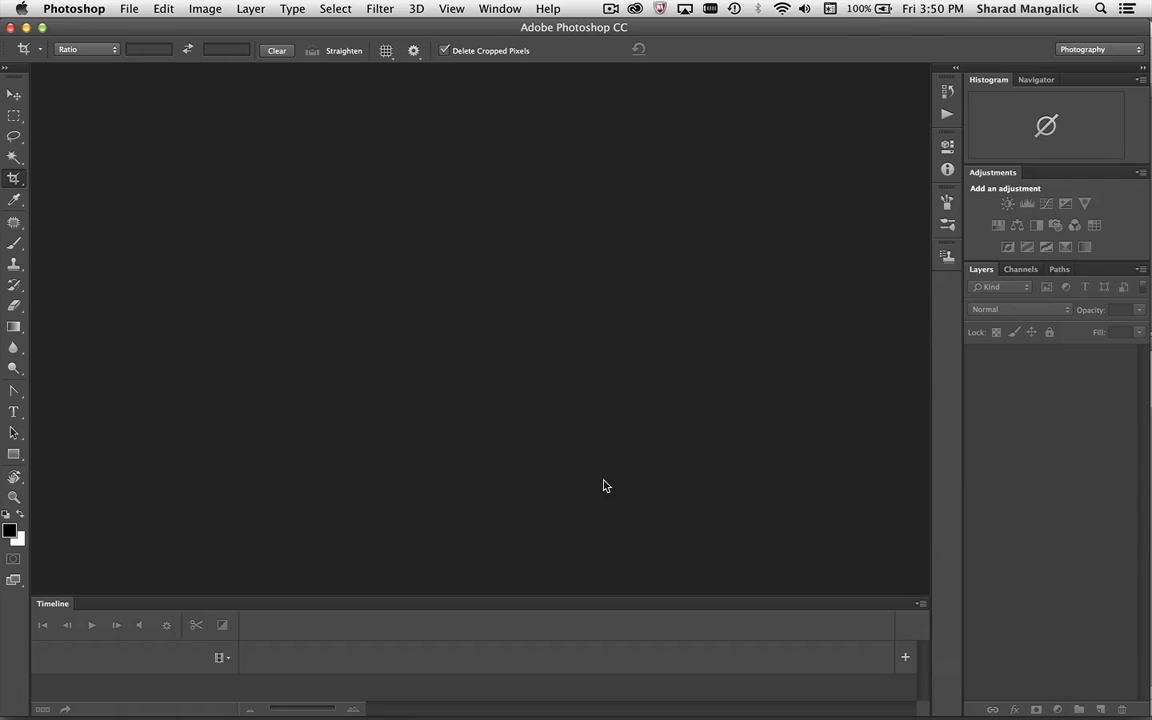 Photoshop File Edit Image Layer Type Select Filter 3D View Window Help 100% Fri 3:50 PM Sharad Mangalick
Adobe Photoshop CC
Ratio Clear Straighten Delete Cropped Pixels Photography
Histogram Navigator
Adjustments
Add an adjustment
Layers Channels Paths
Kind
Normal Opacity:
Lock: Fill:
Timeline